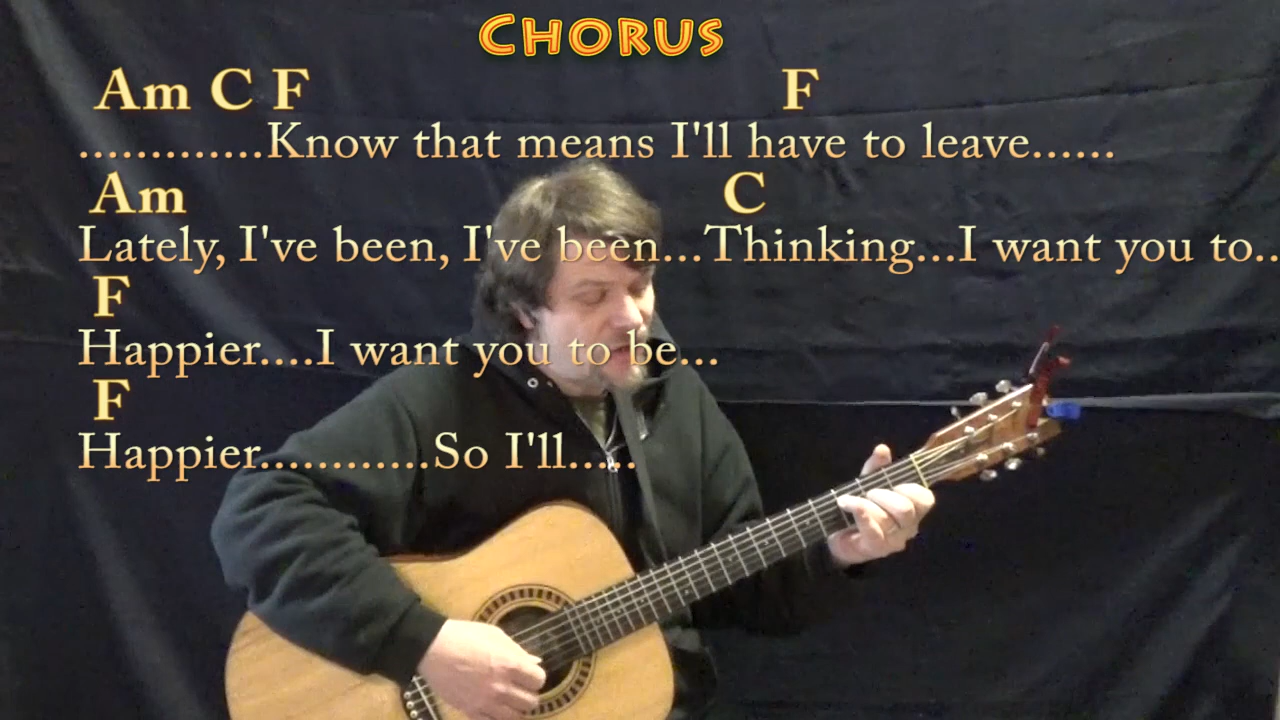 CHORUS
Am C F F
.............Know that means I'll have to leave......
Am C
Lately, I've been, I've been...Thinking...I want you to..
F
Happier....I want you to be...
F
Happier............So I'll.....